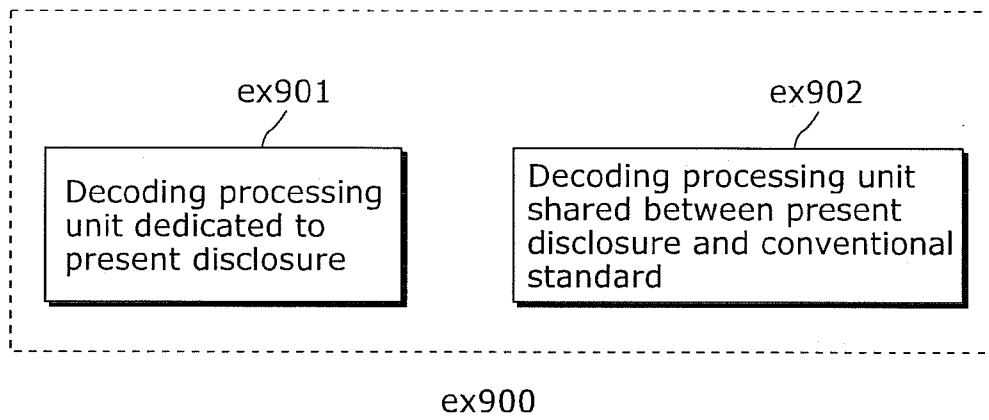 ex901
ex902
Decoding processing
unit dedicated to
present disclosure
Decoding processing unit
shared between present
disclosure and conventional
standard
ex900